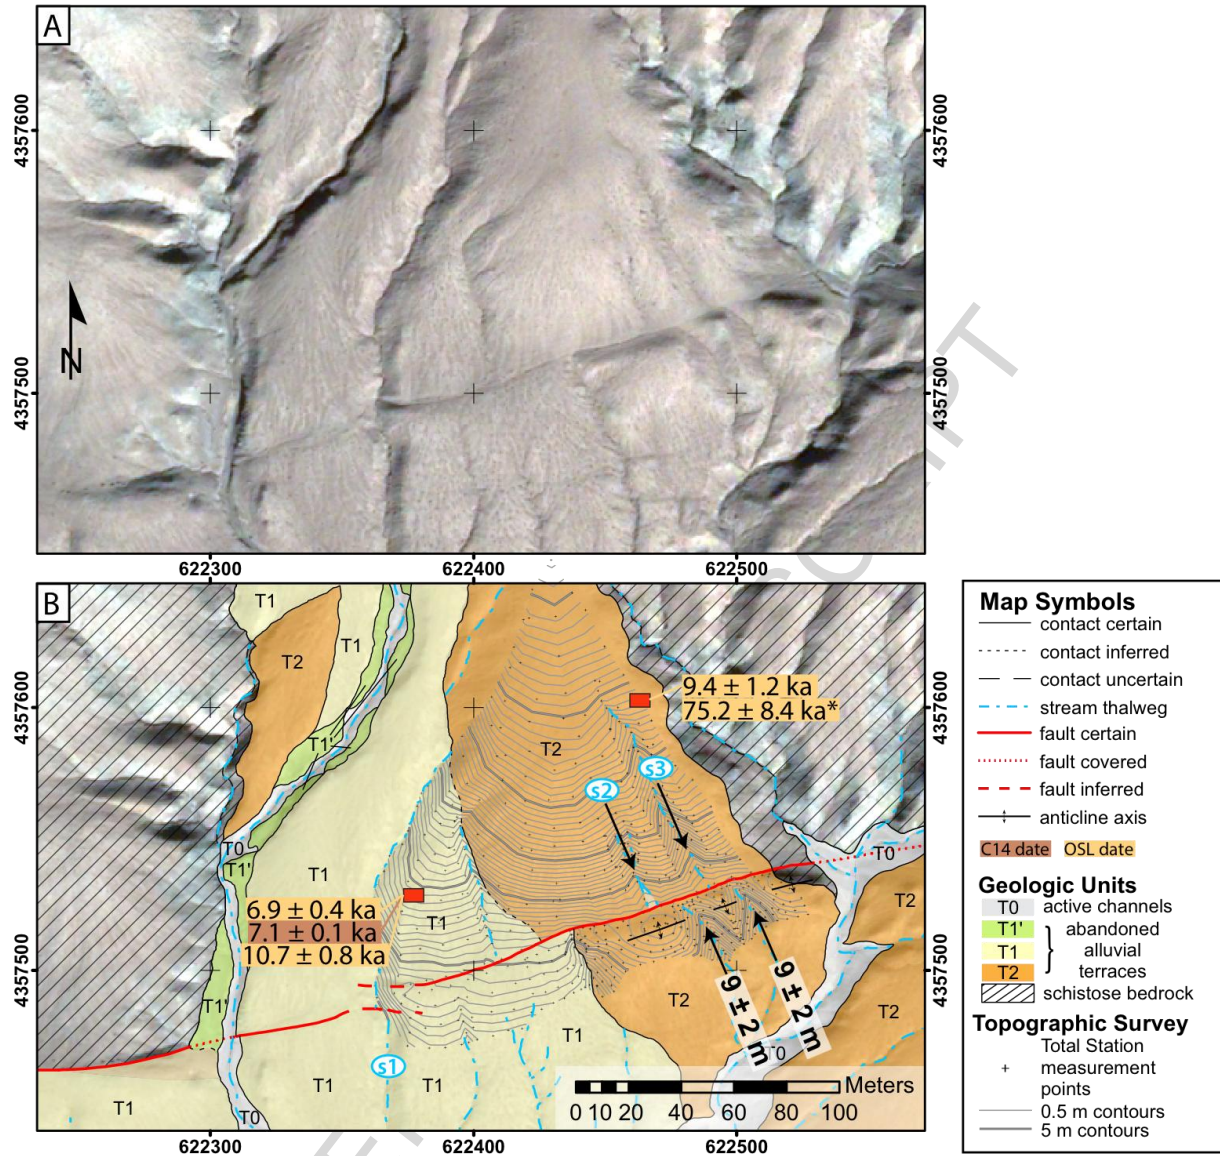 A
4357600
4357600
N
4357500
4357500
622300
622400
622500
B
T1
T2
T1
T1'
9.4 ± 1.2 ka
75.2 ± 8.4 ka*
T2
4357600
4357600
s3
s2
T0
T1'
T1
T0
6.9 ± 0.4 ka
7.1 ± 0.1 ka
10.7 ± 0.8 ka
T1
T2
4357500
4357500
T1'
T2
9 ± 2 m
9 ± 2 m
T2
T1
s1
T0
T1
T1
T1
T0
Meters
0 10 20 40 60 80 100
622300
622400
622500
Map Symbols
contact certain
contact inferred
contact uncertain
stream thalweg
fault certain
fault covered
fault inferred
anticline axis
C14 date
OSL date
Geologic Units
T0 active channels
T1' abandoned
T1 alluvial
T2 terraces
schistose bedrock
Topographic Survey
Total Station
measurement
points
0.5 m contours
5 m contours